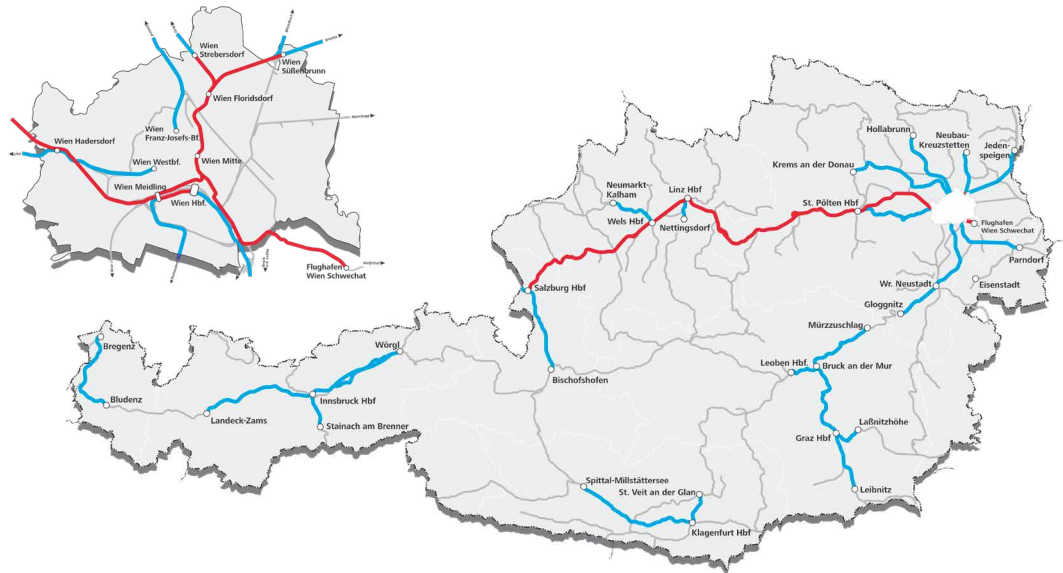 Wien
Strebersdorf
Wien
Süßenbrunn
Wien Floridsdorf
Wien Hadersdorf
Wien
Franz-Josefs-Bf.
Wien Westbf.
Wien Mitte
Wien Meidling
Wien Hbf.
Flughafen
Wien Schwechat
Hollabrunn
Neubau-
Kreuzstetten
Jeden-
speigen
Krems an der Donau
Neumarkt-
Kalham
Linz Hbf
St. Pölten Hbf
Wels Hbf
Nettingsdorf
Flughafen
Wien Schwechat
Parndorf
Wr. Neustadt
Eisenstadt
Salzburg Hbf
Gloggnitz
Mürzzuschlag
Bregenz
Wörgl
Leoben Hbf.
Bruck an der Mur
Bischofshofen
Bludenz
Innsbruck Hbf
Landeck-Zams
Stainach am Brenner
Laßnitzhöhe
Graz Hbf
Spittal-Millstättersee
St. Veit an der Glan
Leibnitz
Klagenfurt Hbf